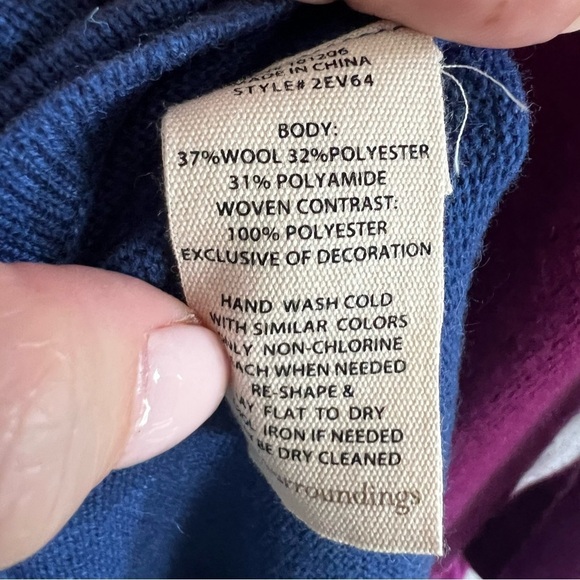 101206
MADE IN CHINA
STYLE# 2EV64
BODY:
37%WOOL 32%POLYESTER
31% POLYAMIDE
WOVEN CONTRAST:
100% POLYESTER
EXCLUSIVE OF DECORATION
HAND WASH COLD
WITH SIMILAR COLORS
ONLY NON-CHLORINE
WHEN NEEDED
RE-SHAPE &
FLAT TO DRY
IRON IF NEEDED
BE DRY CLEANED